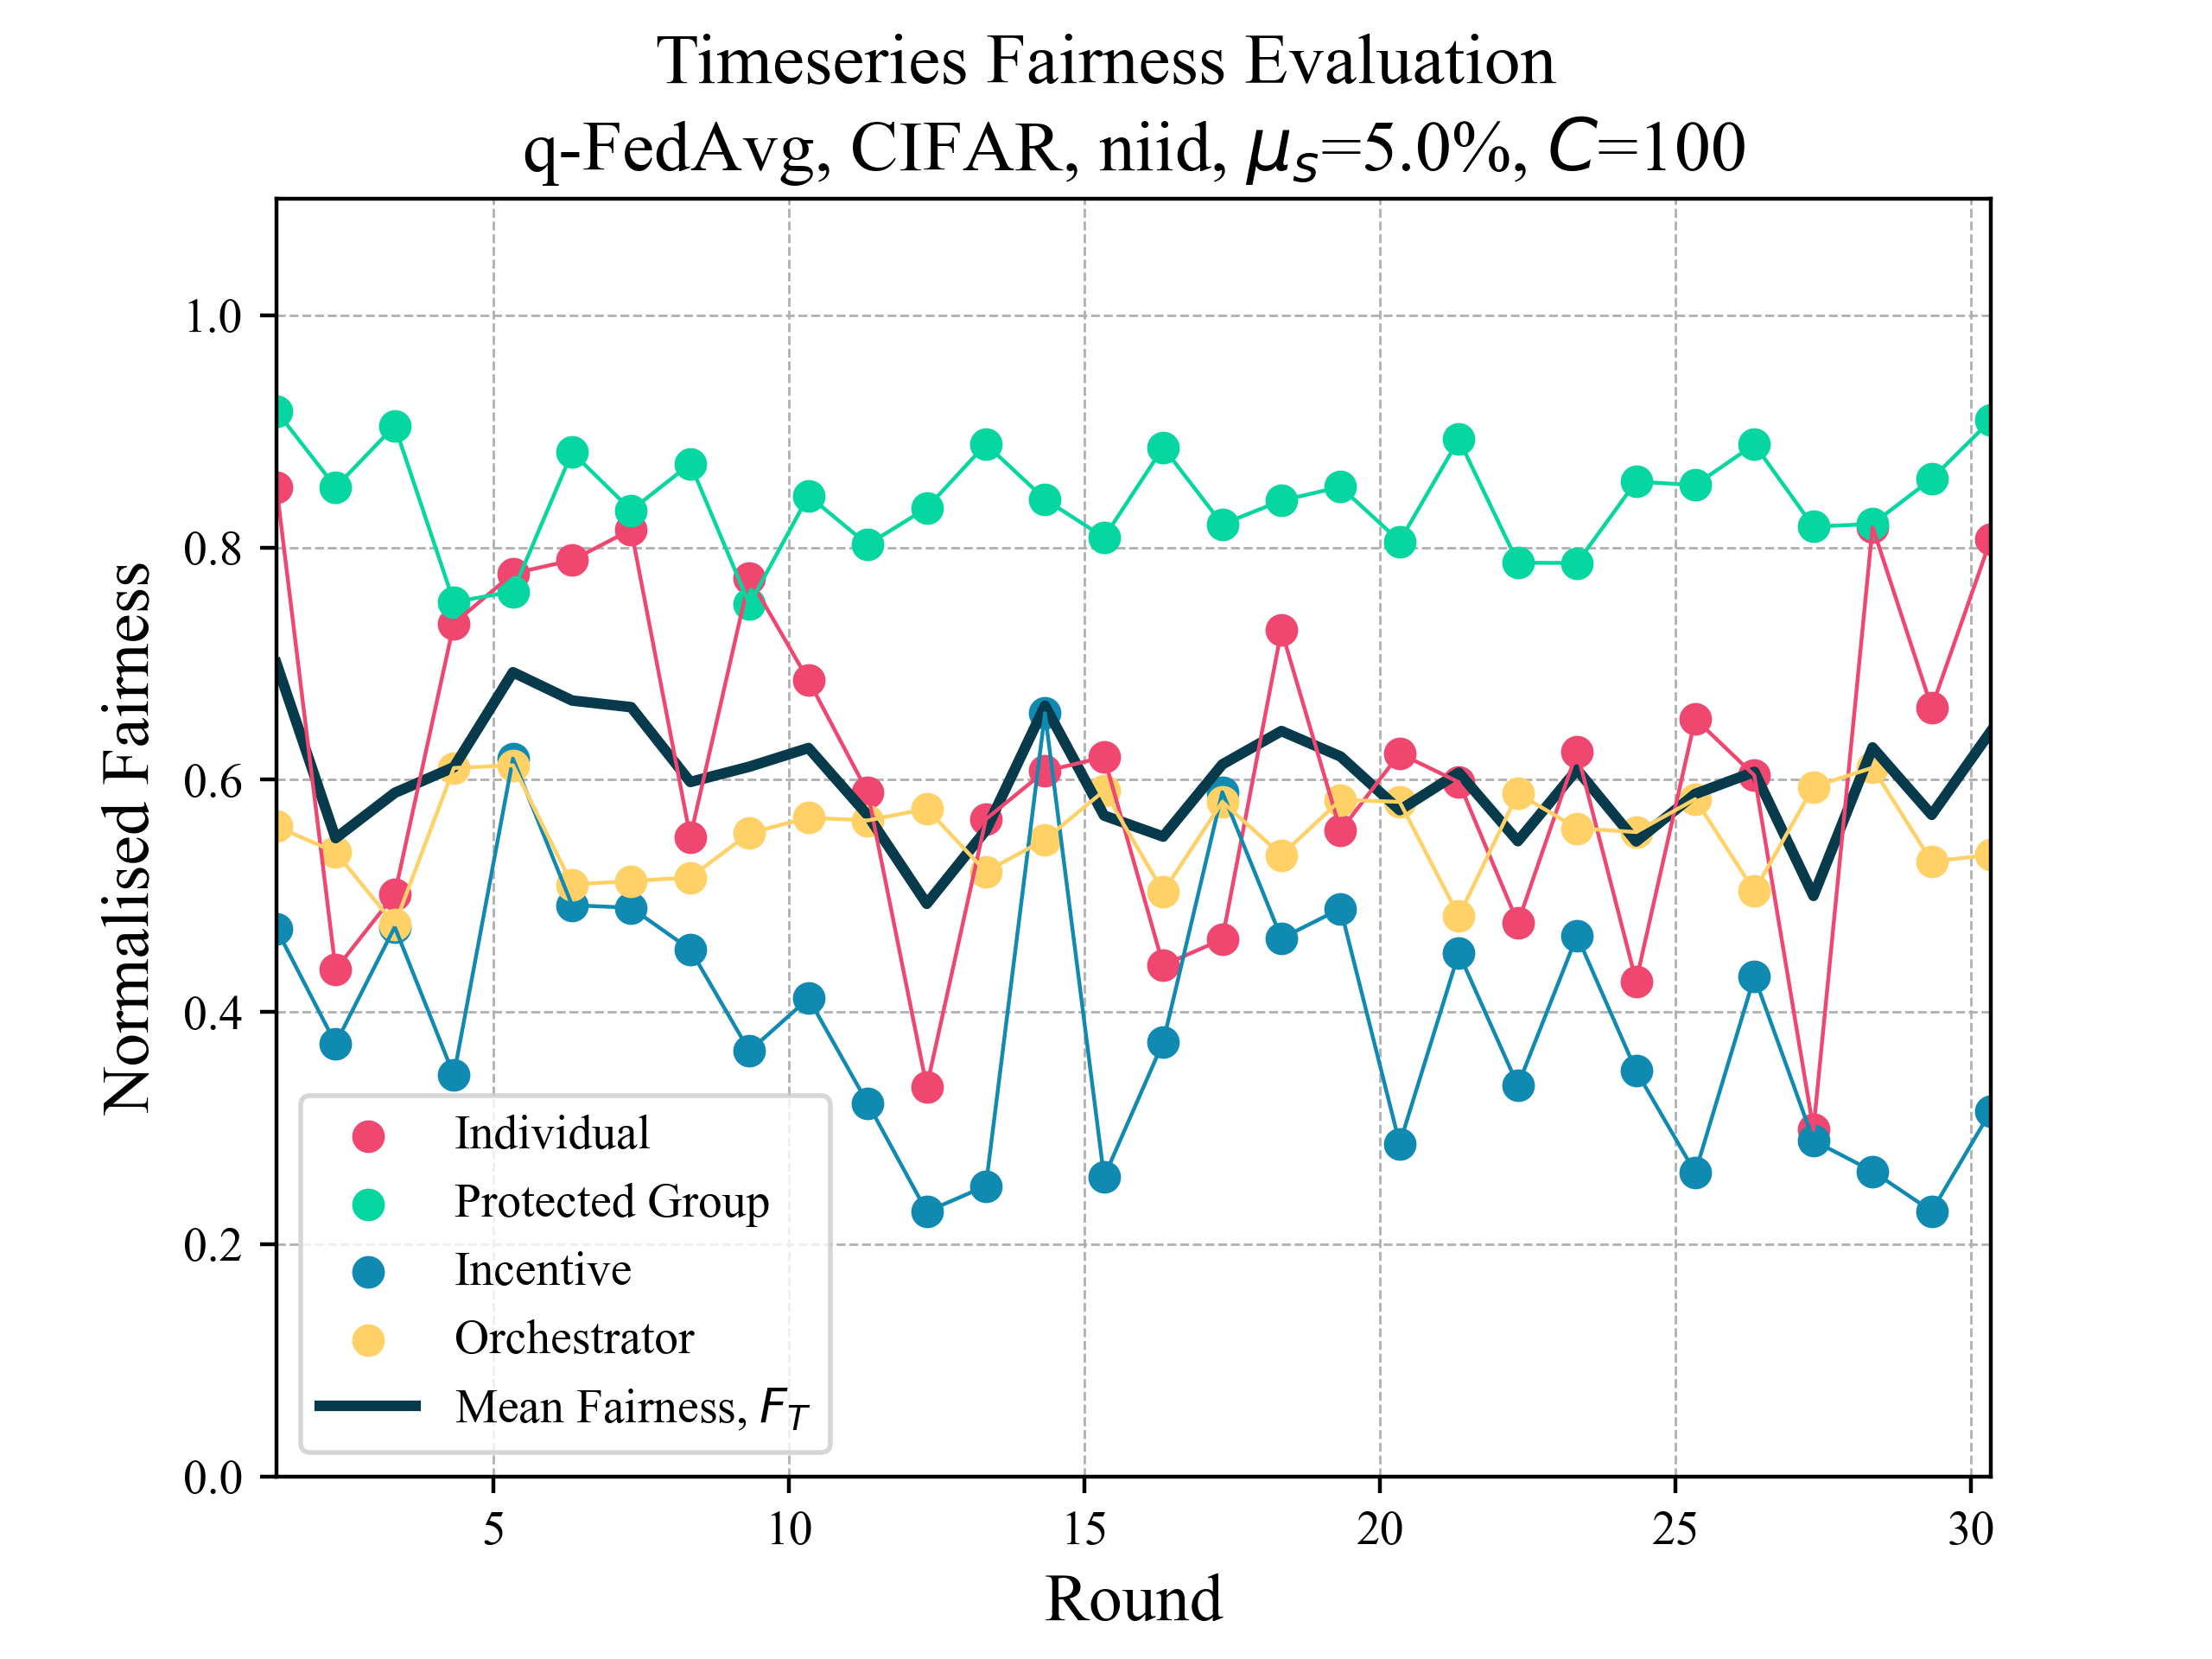 Timeseries Fairness Evaluation
q-FedAvg, CIFAR, niid, μs=5.0%, C=100
Normalised Fairness
1.0
0.8
0.6
0.4
0.2
0.0
Individual
Protected Group
Incentive
Orchestrator
Mean Fairness, FT
5 10 15 20 25 30
Round